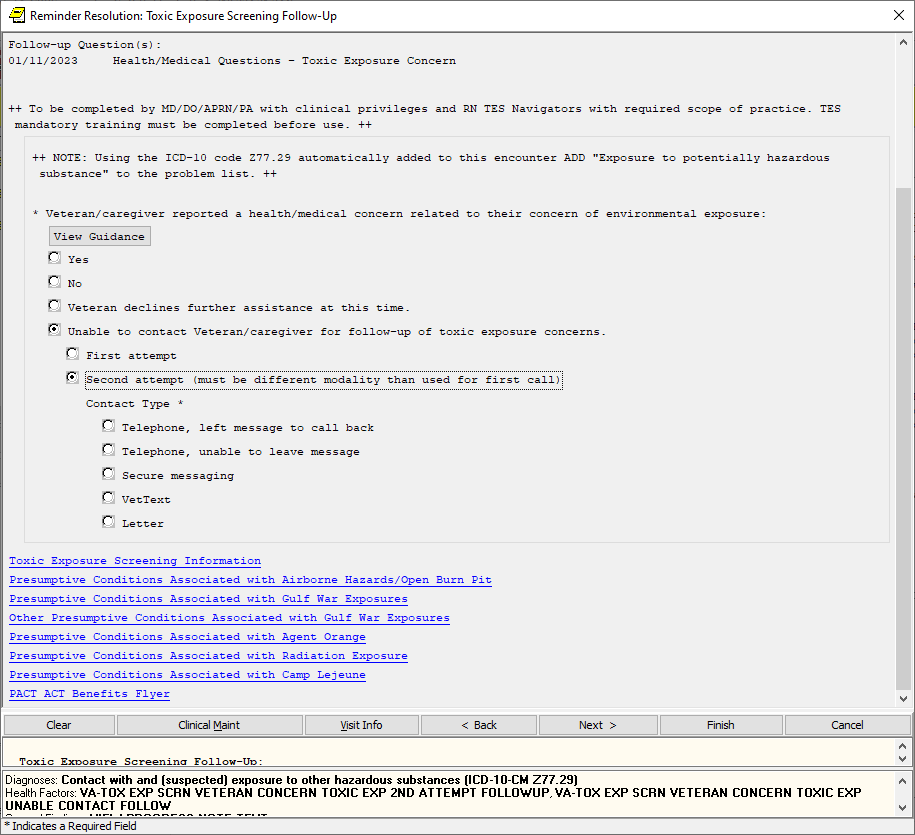 Reminder Resolution: Toxic Exposure Screening Follow-Up
Follow-up Question(s):
01/11/2023 Health/Medical Questions - Toxic Exposure Concern
++ To be completed by MD/DO/APRN/PA with clinical privileges and RN TES Navigators with required scope of practice. TES
mandatory training must be completed before use. ++
++ NOTE: Using the ICD-10 code Z77.29 automatically added to this encounter ADD "Exposure to potentially hazardous
substance" to the problem list. ++
* Veteran/caregiver reported a health/medical concern related to their concern of environmental exposure:
View Guidance
Yes
No
Veteran declines further assistance at this time.
Unable to contact Veteran/caregiver for follow-up of toxic exposure concerns.
First attempt
Second attempt (must be different modality than used for first call)
Contact Type *
Telephone, left message to call back
Telephone, unable to leave message
Secure messaging
VetText
Letter
Toxic Exposure Screening Information
Presumptive Conditions Associated with Airborne Hazards/Open Burn Pit
Presumptive Conditions Associated with Gulf War Exposures
Other Presumptive Conditions Associated with Gulf War Exposures
Presumptive Conditions Associated with Agent Orange
Presumptive Conditions Associated with Radiation Exposure
Presumptive Conditions Associated with Camp Lejeune
PACT ACT Benefits Flyer
Clear Clinical Maint Visit Info < Back Next > Finish Cancel
Toxic Exposure Screening Follow-Up:
Diagnoses: Contact with and (suspected) exposure to other hazardous substances (ICD-10-CM Z77.29)
Health Factors: VA-TOX EXP SCRN VETERAN CONCERN TOXIC EXP 2ND ATTEMPT FOLLOWUP, VA-TOX EXP SCRN VETERAN CONCERN TOXIC EXP
UNABLE CONTACT FOLLOW
* Indicates a Required Field